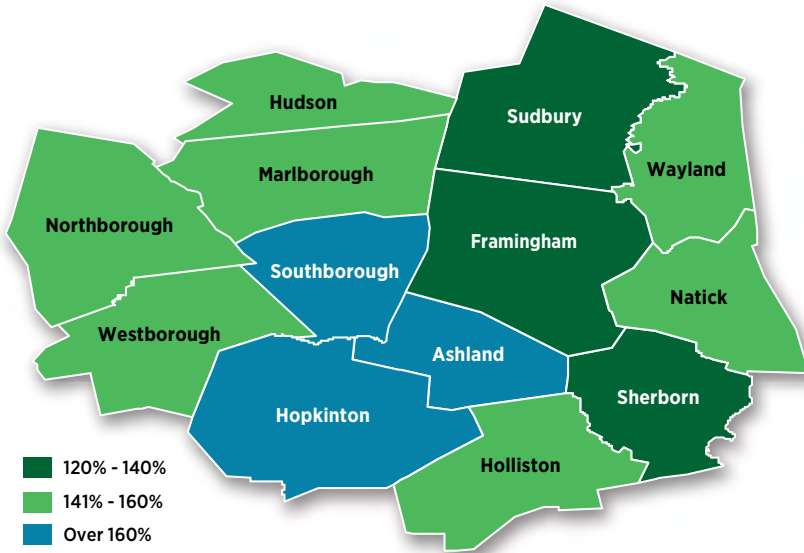 Hudson
Sudbury
Marlborough
Wayland
Northborough
Framingham
Southborough
Natick
Westborough
Ashland
Sherborn
Hopkinton
Holliston
120% - 140%
141% - 160%
Over 160%